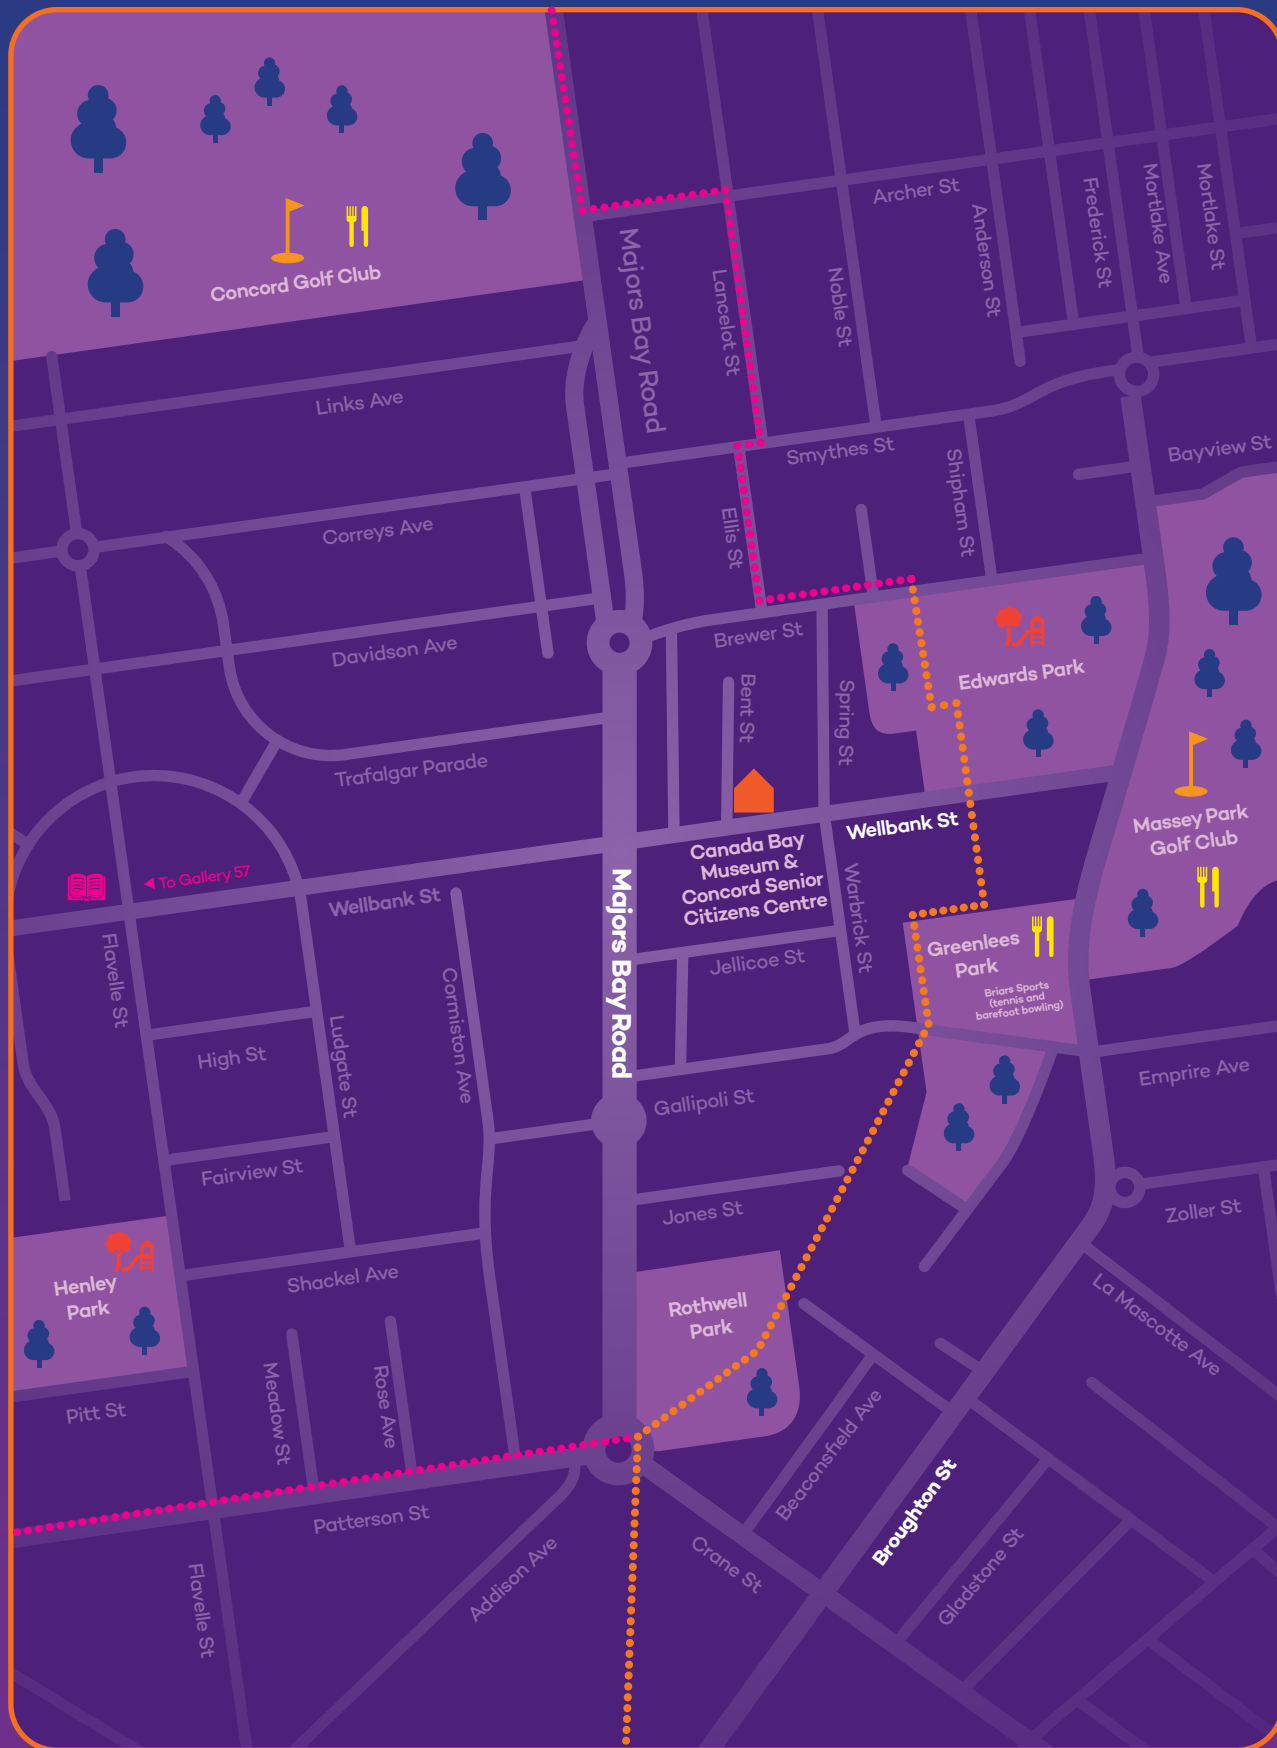 Archer St
Mortlake St
Mortlake Ave
Frederick St
Anderson St
Majors Bay Road
Lancelot St
Noble St
Concord Golf Club
Links Ave
Smythes St
Bayview St
Shipham St
Correys Ave
Ellis St
Brewer St
Davidson Ave
Edwards Park
Bent St
Spring St
Trafalgar Parade
Massey Park
Golf Club
Wellbank St
Canada Bay
Museum &
Concord Senior
Citizens Centre
To Gallery 57
Wellbank St
Majors Bay Road
Warbrick St
Greenlees
Park
Briars Sports
(tennis and
barefoot bowling)
Jellicoe St
Flavelle St
Cormiston Ave
Ludgate St
High St
Emprire Ave
Gallipoli St
Fairview St
Jones St
Zoller St
Shackel Ave
Henley
Park
Rothwell
Park
La Mascotte Ave
Meadow St
Rose Ave
Pitt St
Beaconsfield Ave
Broughton St
Patterson St
Addison Ave
Crane St
Gladstone St
Flavelle St